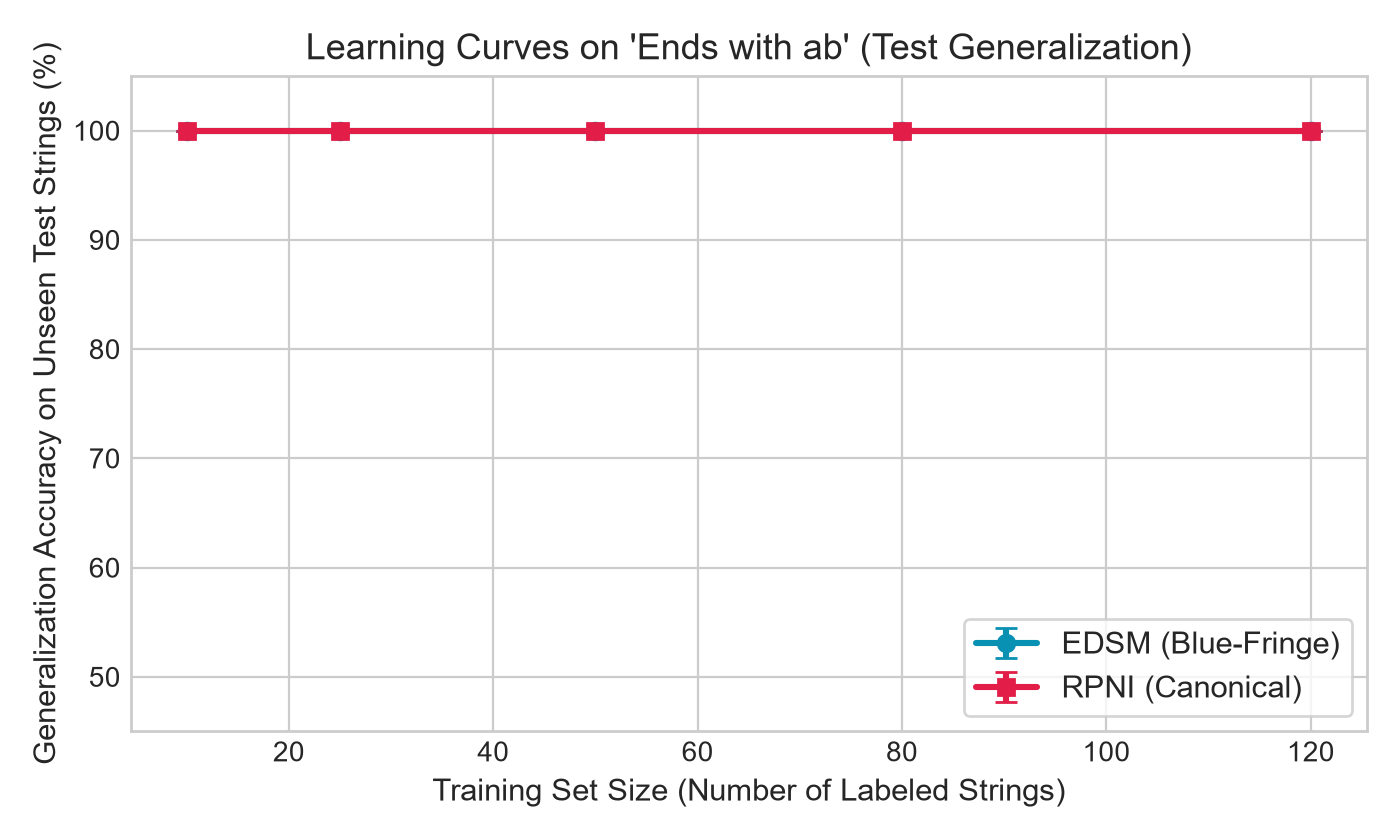 Learning Curves on 'Ends with ab' (Test Generalization)
Generalization Accuracy on Unseen Test Strings (%)
100
90
80
70
60
50
EDSM (Blue-Fringe)
RPNI (Canonical)
20 40 60 80 100 120
Training Set Size (Number of Labeled Strings)